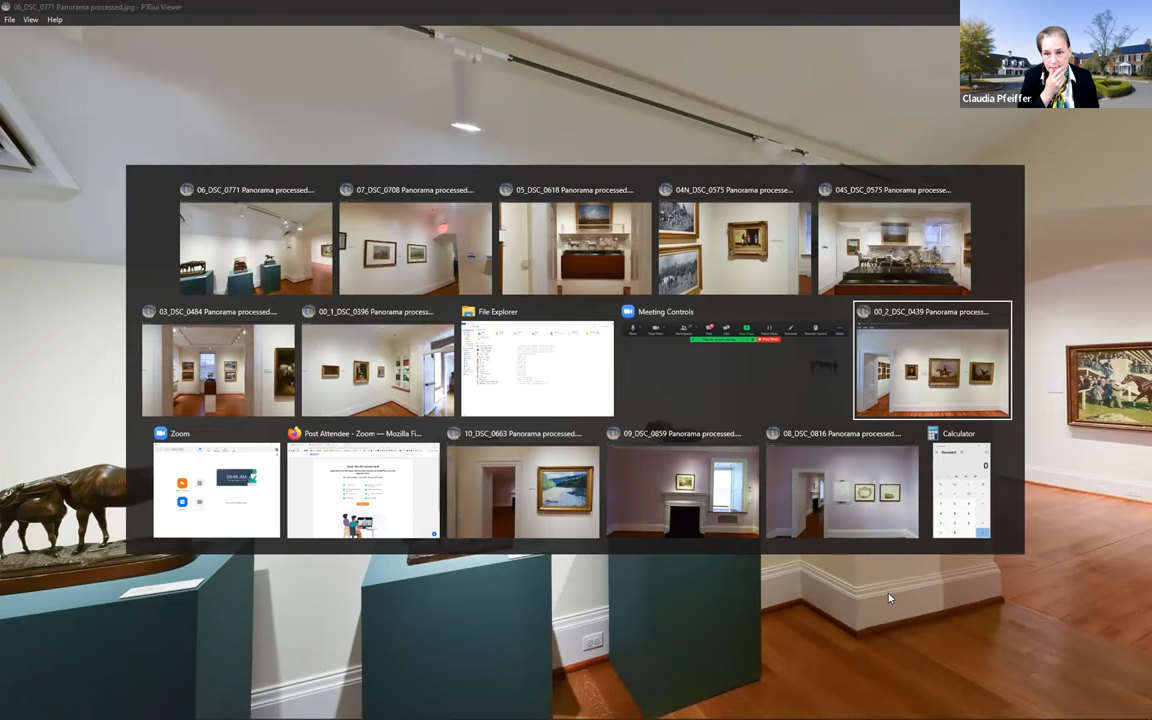 06_DSC_0771 Panorama processed.jpg - PTGui Viewer
File View Help
Claudia Pfeiffer
06_DSC_0771 Panorama processed....
07_DSC_0708 Panorama processed....
05_DSC_0618 Panorama processed....
04N_DSC_0575 Panorama processe...
04S_DSC_0575 Panorama processe...
03_DSC_0484 Panorama processed....
00_1_DSC_0396 Panorama process...
File Explorer
Meeting Controls
00_2_DSC_0439 Panorama process...
Zoom
Post Attendee - Zoom — Mozilla Fi...
10_DSC_0663 Panorama processed....
09_DSC_0859 Panorama processed....
08_DSC_0816 Panorama processed....
Calculator
Standard
0